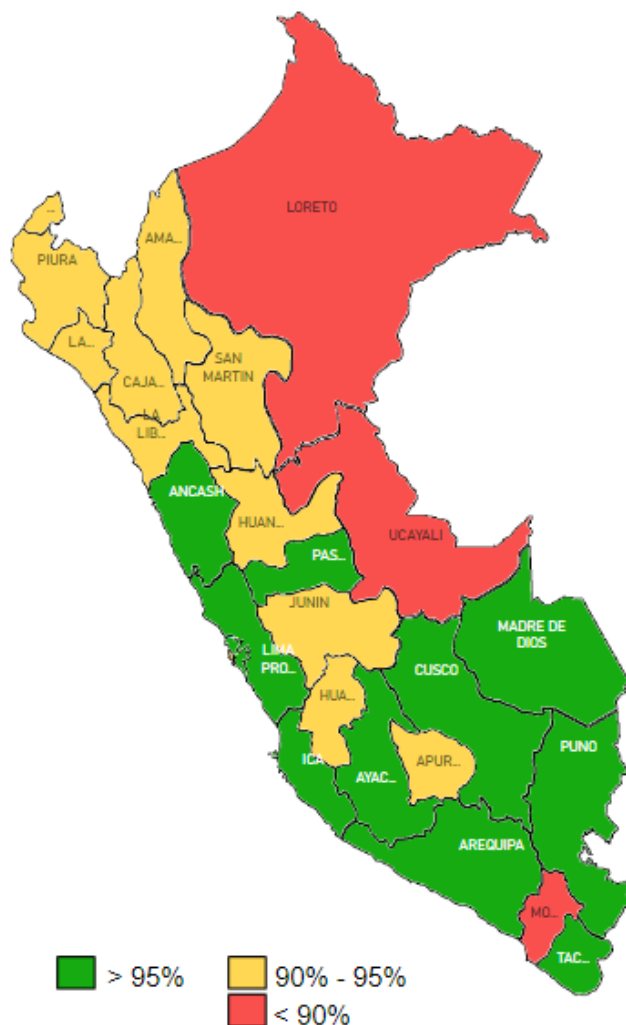 LORETO
...
AMA...
PIURA
LA...
SAN
MARTIN
CAJA...
LA
LIB...
ANCASH
HUAN...
UCAYALI
PAS...
JUNIN
MADRE DE
DIOS
LIMA
PRO...
CUSCO
HUA...
ICA
PUNO
AYAC...
APUR...
AREQUIPA
MO...
TAC...
> 95%
90% - 95%
< 90%